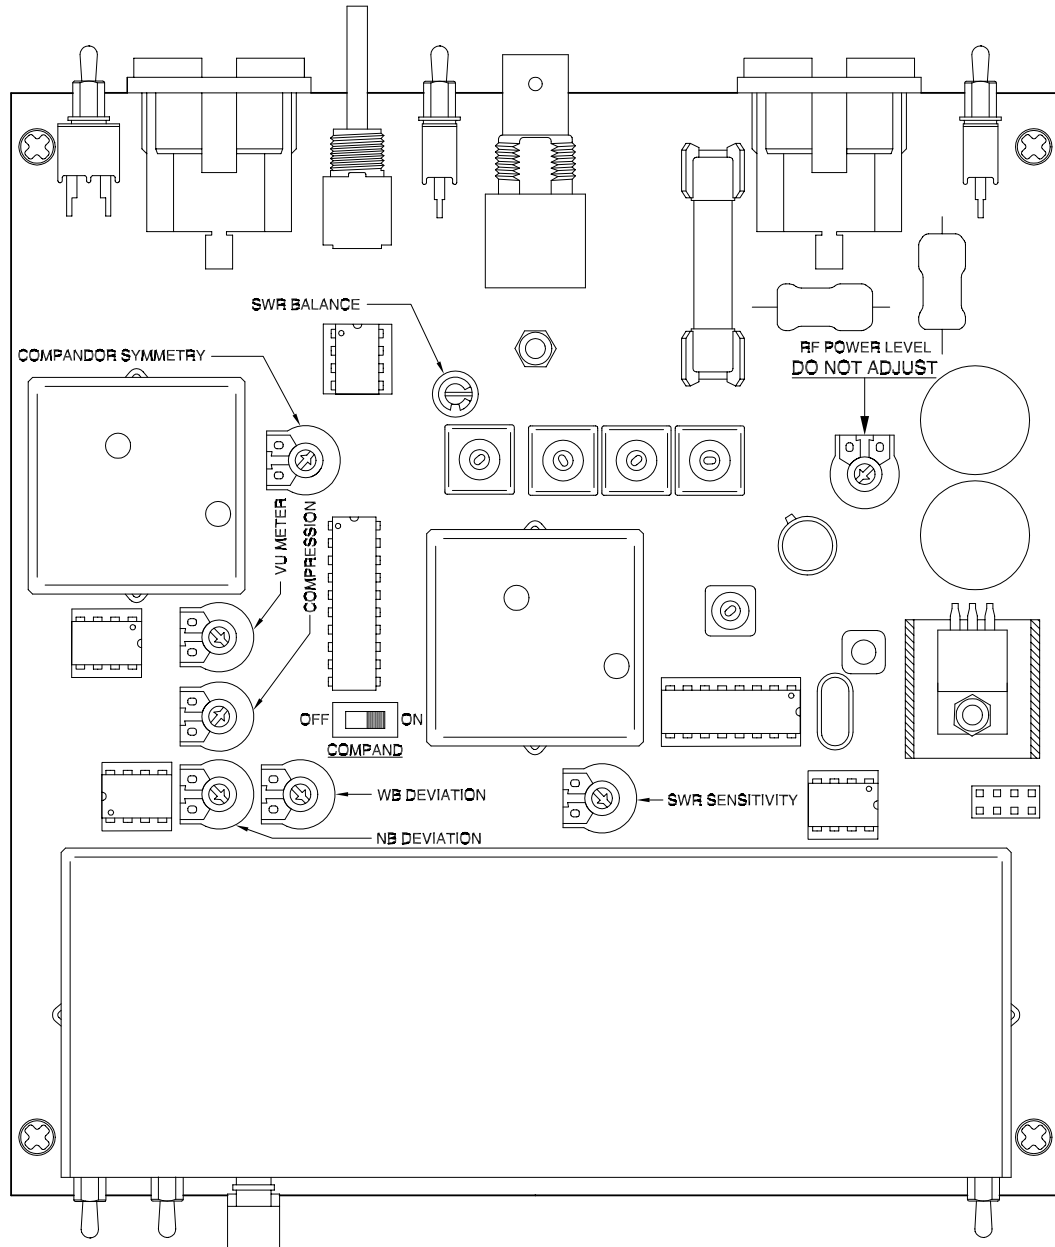 SWR BALANCE
COMPANDOR SYMMETRY
RF POWER LEVEL
DO NOT ADJUST
VU METER
COMPRESSION
OFF ON
COMPAND
WB DEVIATION
SWR SENSITIVITY
NB DEVIATION